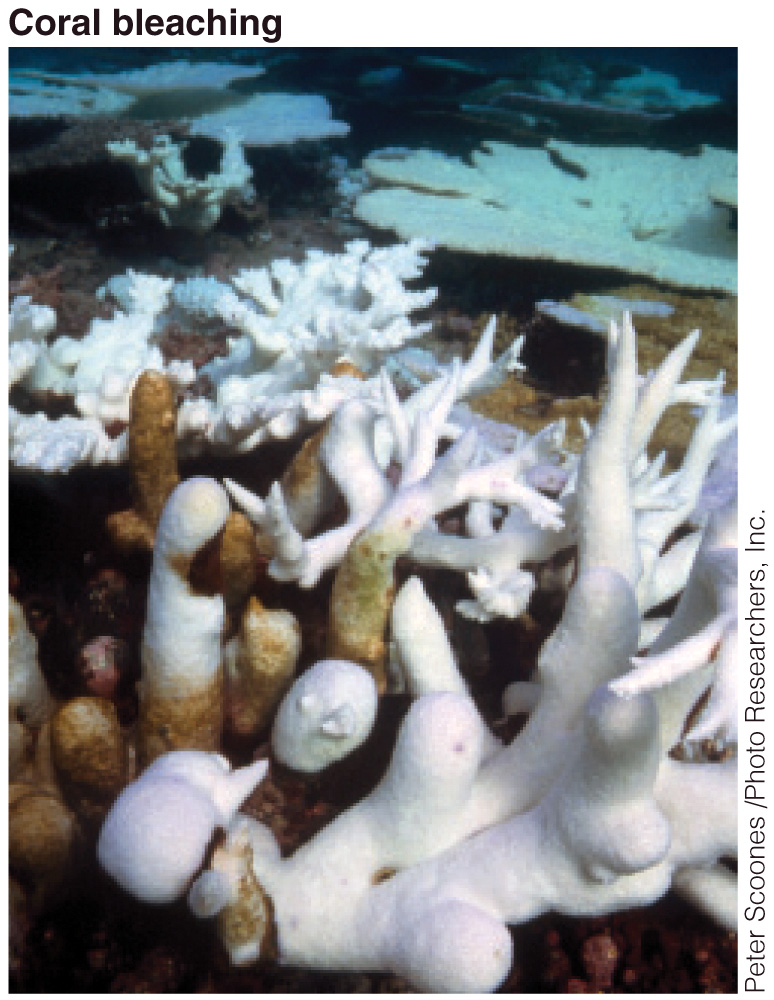 Coral bleaching
Peter Scoones /Photo Researchers, Inc.